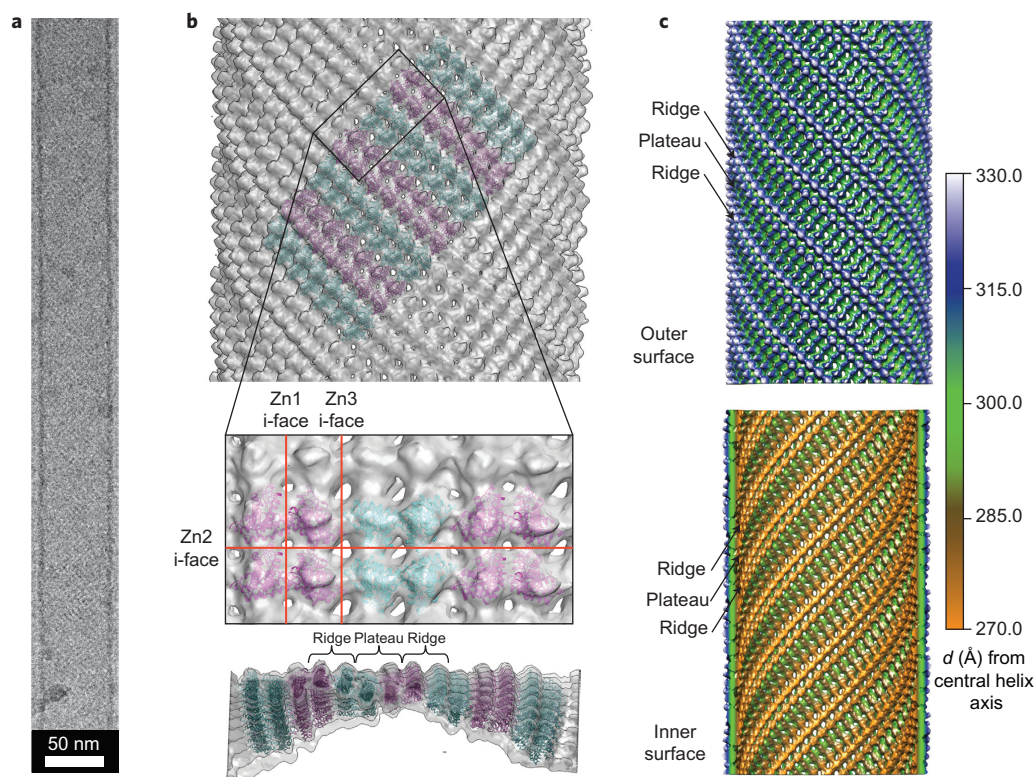 a
50 nm
b
Zn1
i-face
Zn3
i-face
Zn2
i-face
Ridge Plateau Ridge
c
Ridge
Plateau
Ridge
Outer
surface
Ridge
Plateau
Ridge
Inner
surface
330.0
315.0
300.0
285.0
270.0
d (Å) from
central helix
axis